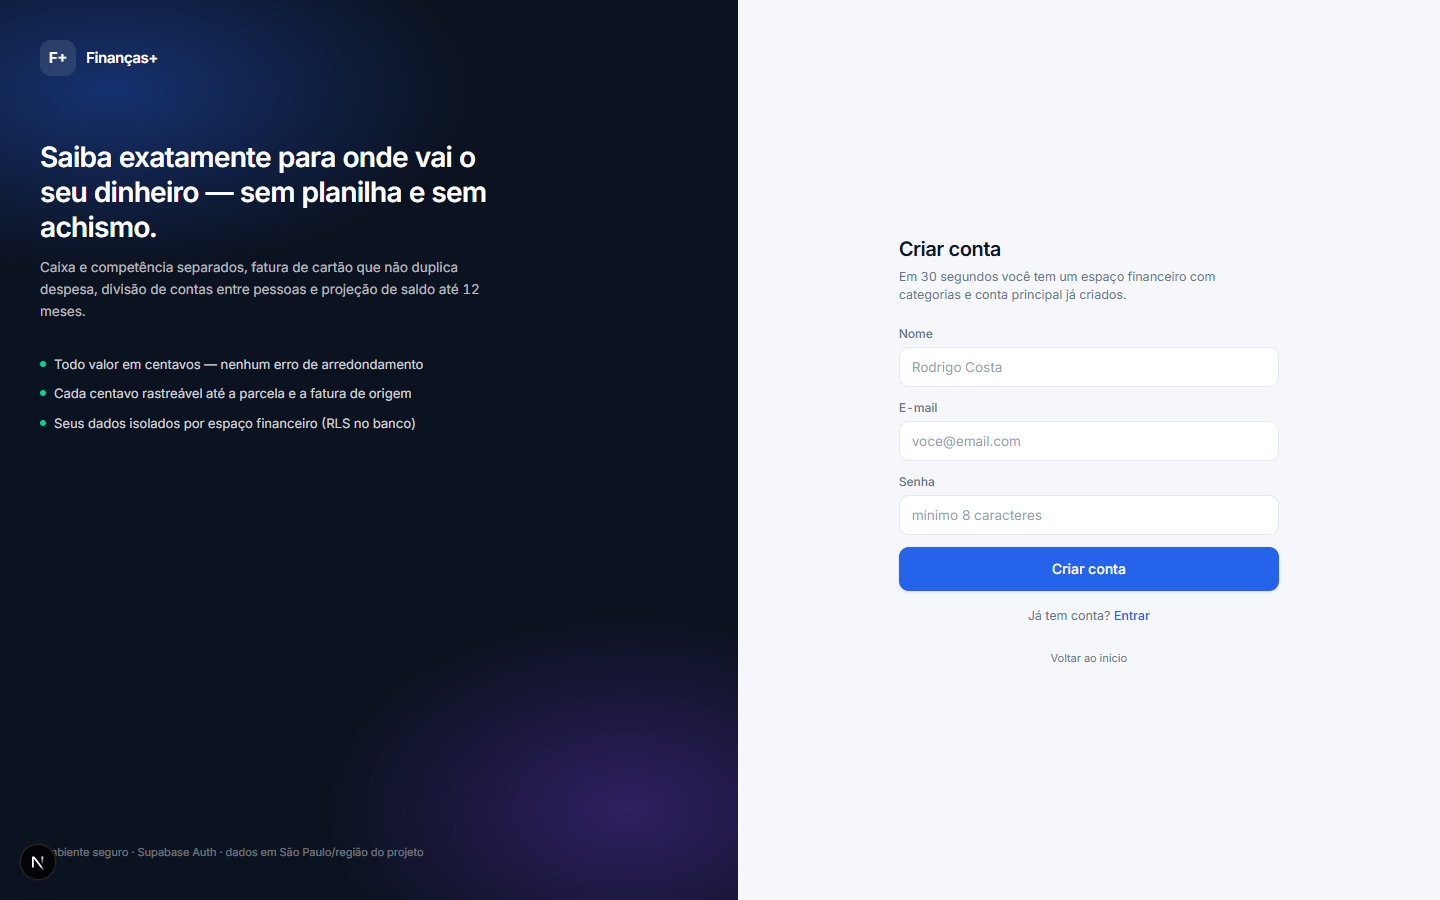 F+ Finanças+
Saiba exatamente para onde vai o
seu dinheiro — sem planilha e sem
achismo.
Caixa e competência separados, fatura de cartão que não duplica
despesa, divisão de contas entre pessoas e projeção de saldo até 12
meses.
Todo valor em centavos — nenhum erro de arredondamento
Cada centavo rastreável até a parcela e a fatura de origem
Seus dados isolados por espaço financeiro (RLS no banco)
seguro · Supabase Auth · dados em São Paulo/região do projeto
N
Criar conta
Em 30 segundos você tem um espaço financeiro com
categorias e conta principal já criados.
Nome
Rodrigo Costa
E-mail
voce@email.com
Senha
mínimo 8 caracteres
Criar conta
Já tem conta? Entrar
Voltar ao início